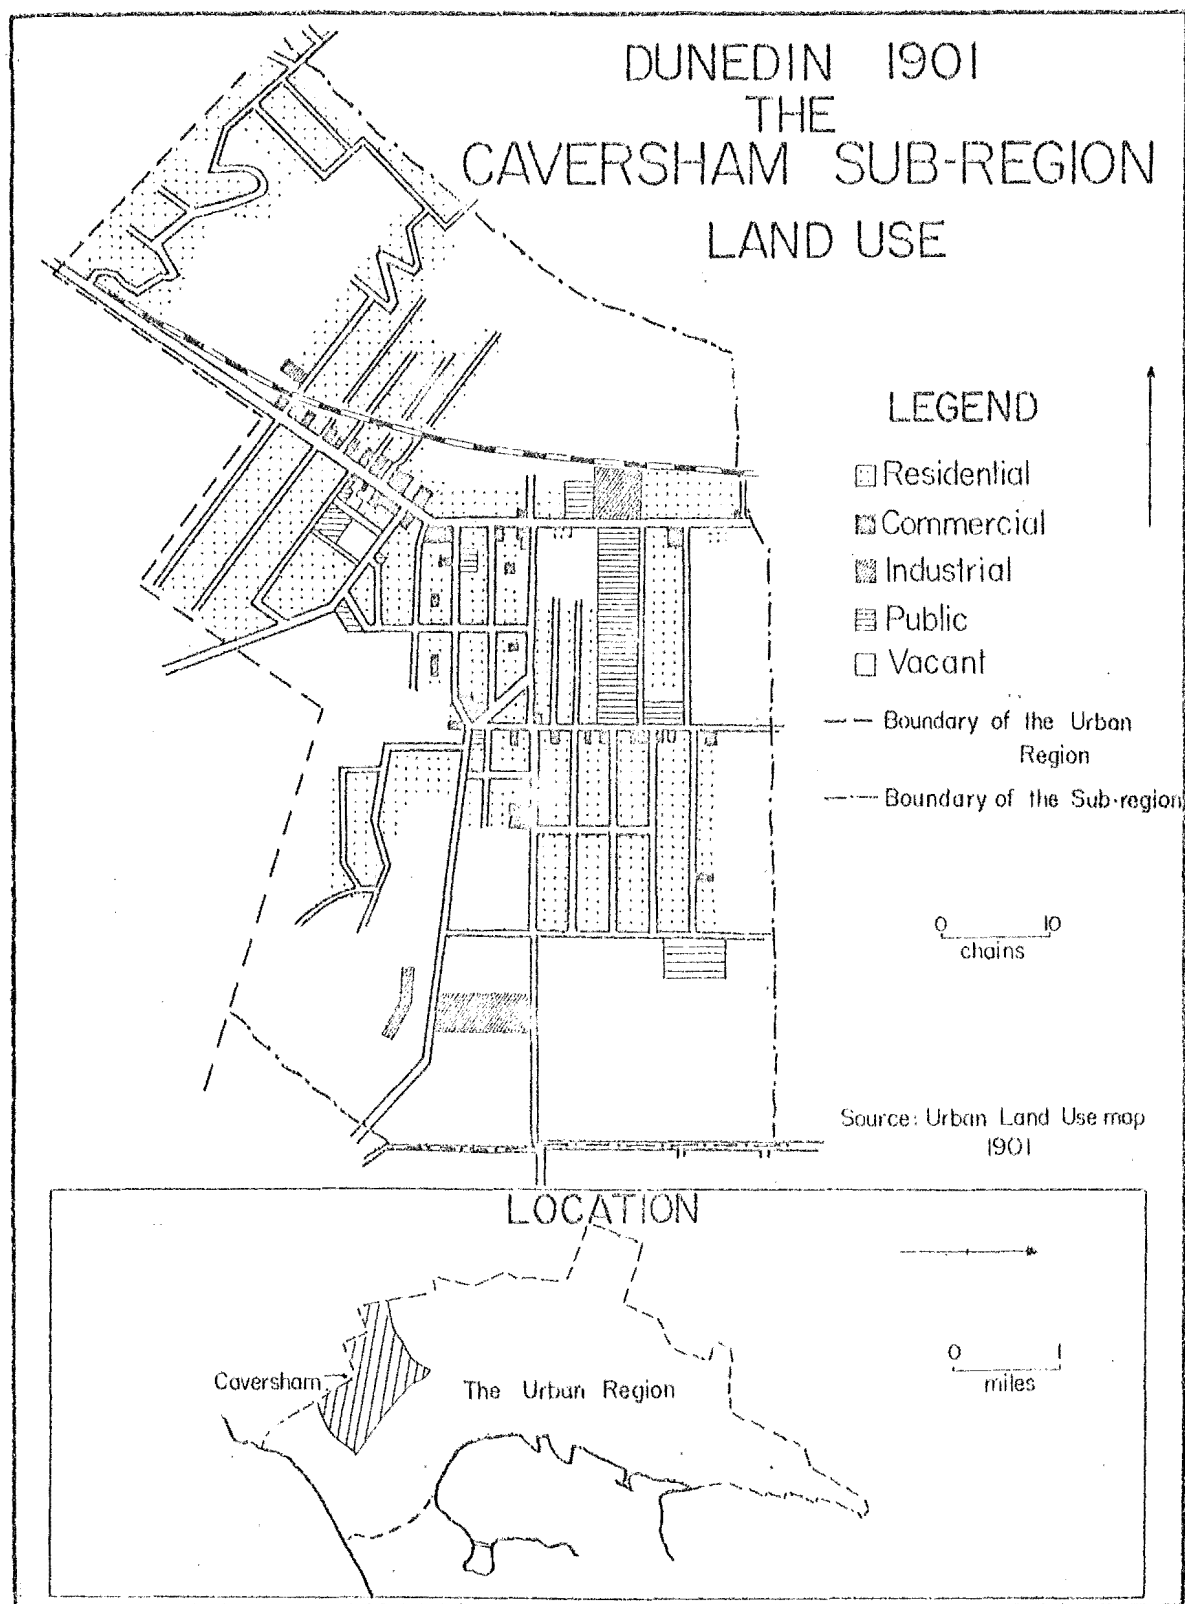 DUNEDIN 1901
THE
CAVERSHAM SUB-REGION
LAND USE
LEGEND
Residential
Commercial
Industrial
Public
Vacant
Boundary of the Urban
Region
Boundary of the Sub-region
0 10
chains
Source: Urban Land Use map
1901
LOCATION
0 1
miles
Caversham
The Urban Region